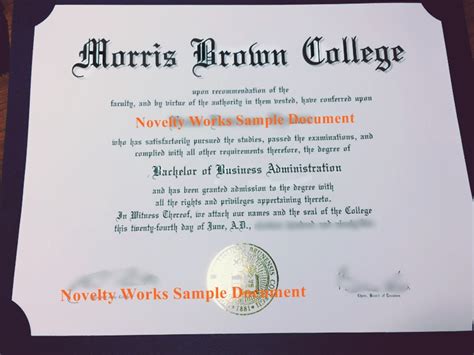 Morris Brown College
upon recommendation of the
faculty, and by virtue of the authority in them vested, have conferred upon
Novelty Works Sample Document
who has satisfactorily pursued the studies, passed the examinations, and
complied with all other requirements therefore, the degree of
Bachelor of Business Administration
and has been granted admission to the degree with
all the rights and privileges appertaining thereto.
In Witness Thereof, we attach our names and the seal of the College
this twenty-fourth day of June, A.D.,
1881
Novelty Works Sample Document